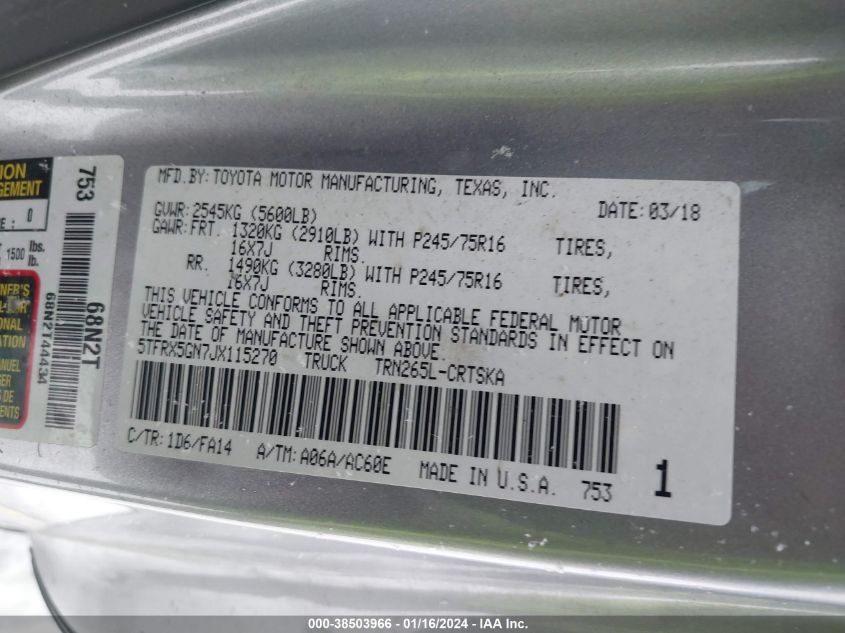 ION
AGEMENT
753
E : 0
1500 lbs.
lb.
68N2T44434
68N2T
MFD.BY:TOYOTA MOTOR MANUFACTURING, TEXAS, INC.
GVWR:2545KG (5600LB) DATE:03/18
GAWR:FRT. 1320KG (2910LB) WITH P245/75R16 TIRES,
16X7J RIMS.
RR. 1490KG (3280LB) WITH P245/75R16 TIRES,
16X7J RIMS.
THIS VEHICLE CONFORMS TO ALL APPLICABLE FEDERAL MOTOR
VEHICLE SAFETY AND THEFT PREVENTION STANDARDS IN EFFECT ON
THE DATE OF MANUFACTURE SHOWN ABOVE.
5TFRX5GN7JX115270 TRUCK TRN265L-CRTSKA
C/TR:1D6/FA14 A/TM:A06A/AC60E MADE IN U.S.A. 753 1
000-38503966 - 01/16/2024 - IAA, Inc.